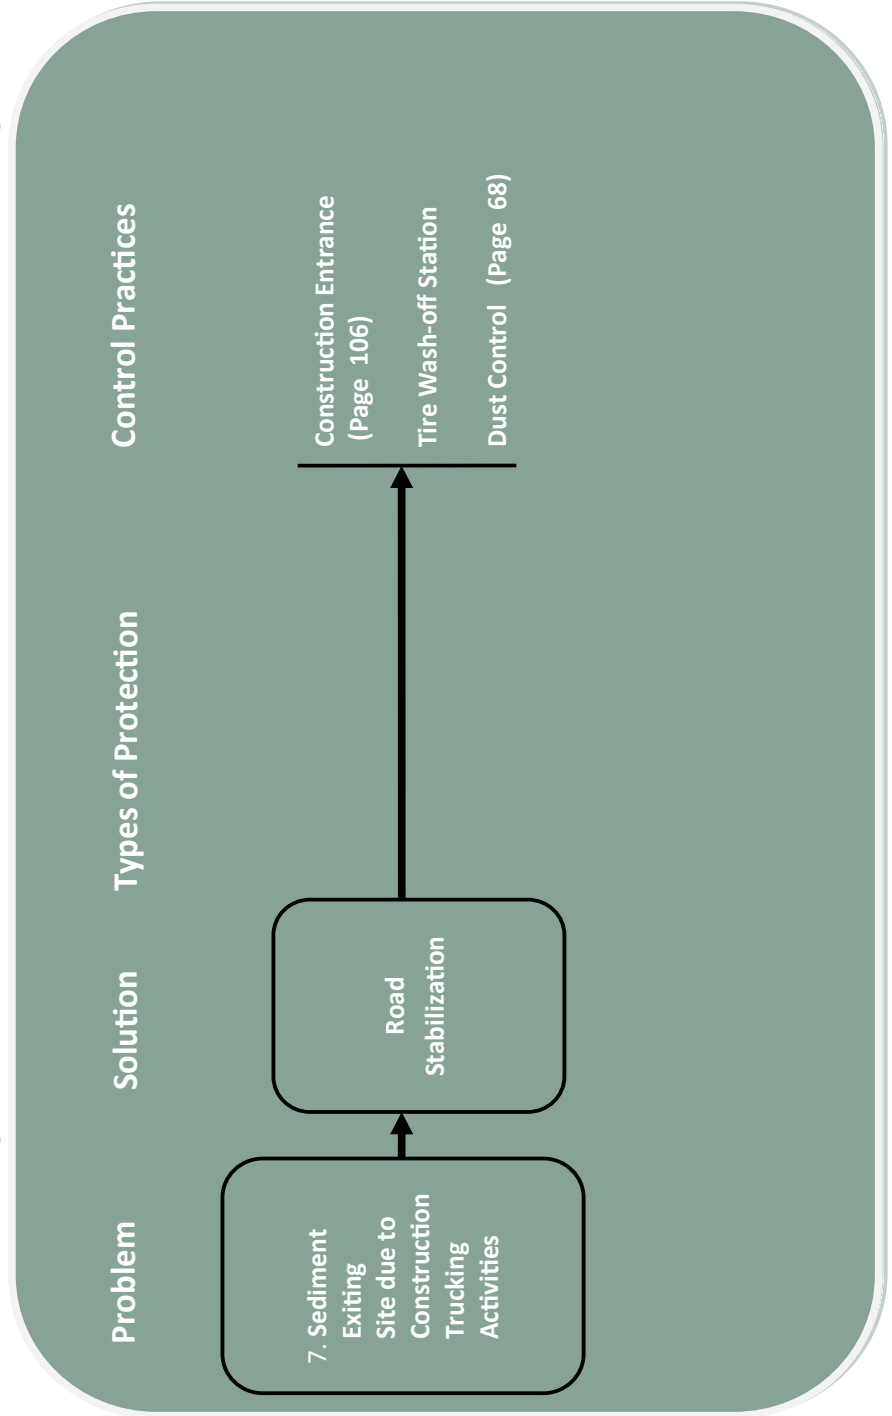 Problem
Solution
Types of Protection
Control Practices
7. Sediment
Exiting
Site due to
Construction
Trucking
Activities
Road
Stabilization
Construction Entrance
(Page 106)
Tire Wash-off Station
Dust Control (Page 68)